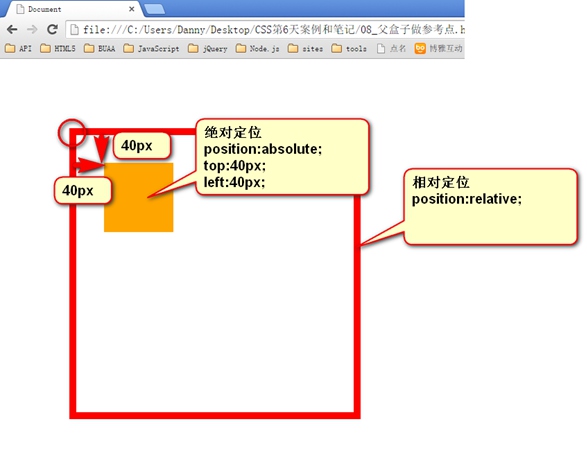 Document
file:///C:/Users/Danny/Desktop/CSS第6天案例和笔记/08_父盒子做参考点.h
API HTML5 BUAA JavaScript jQuery Node.js sites tools 点名 博雅互动
绝对定位
position:absolute;
top:40px;
left:40px;
40px
40px
相对定位
position:relative;